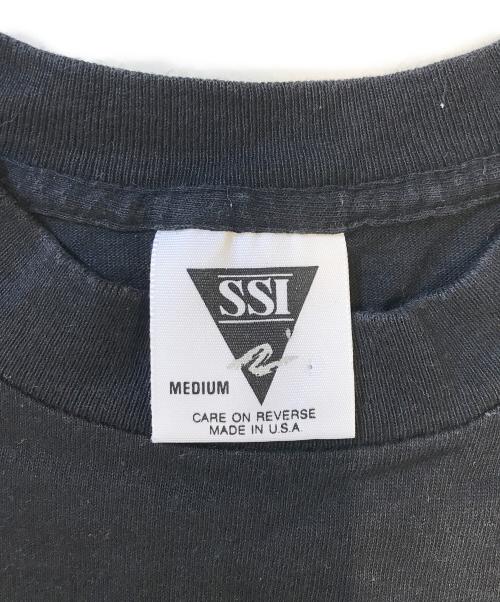 SSI
MEDIUM
CARE ON REVERSE
MADE IN U.S.A.